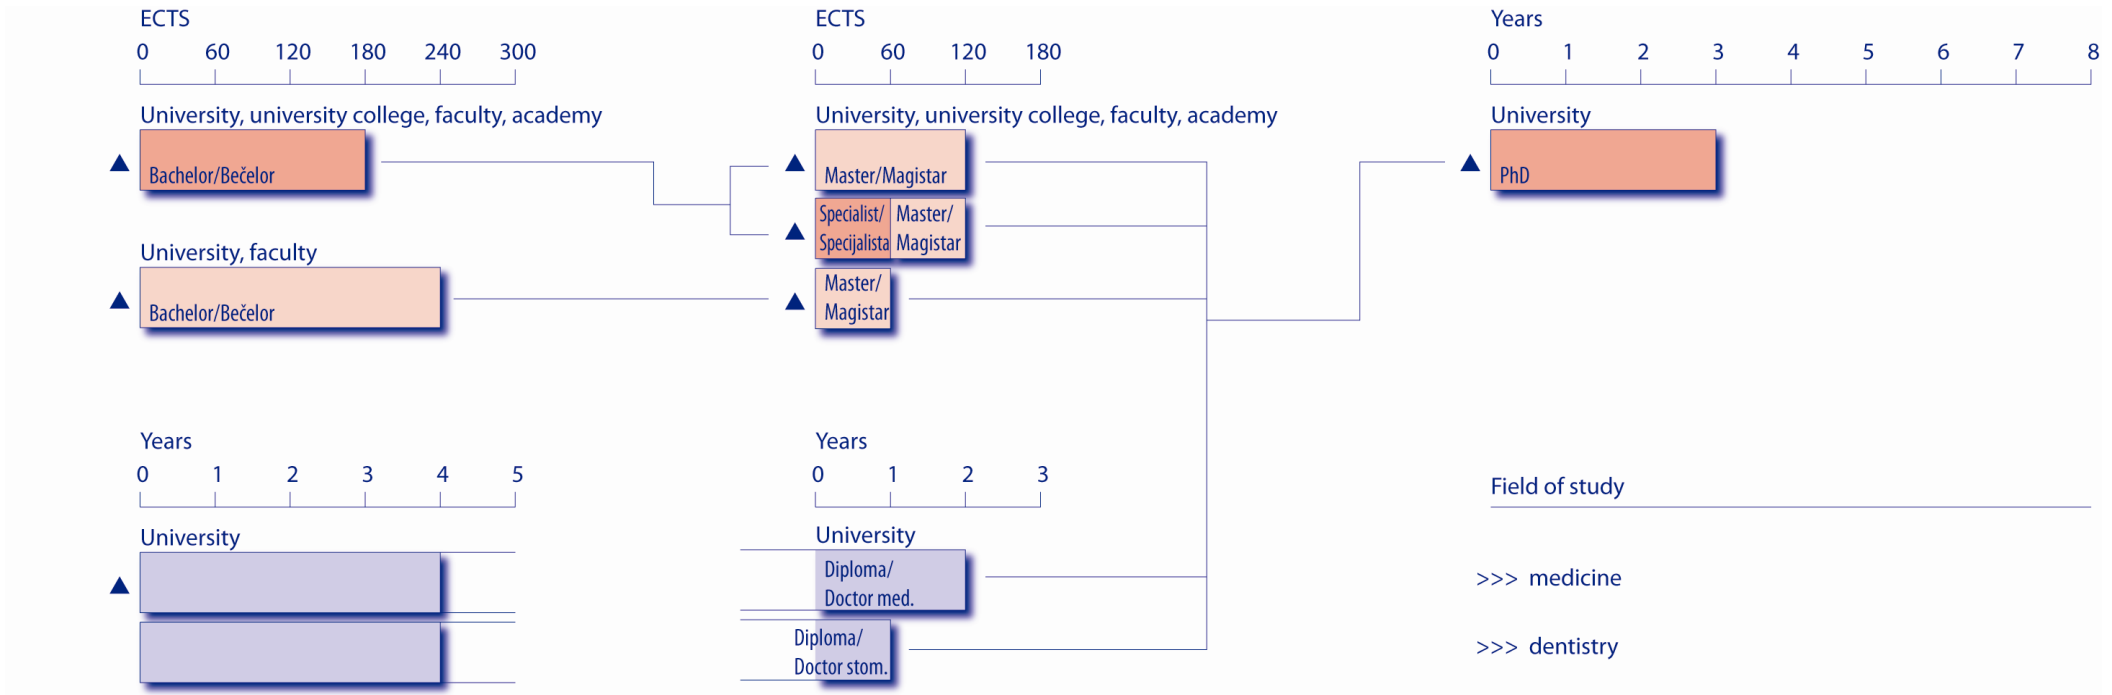 ECTS
0 60 120 180 240 300
ECTS
0 60 120 180
Years
0 1 2 3 4 5 6 7 8
University, university college, faculty, academy
Bachelor/Bečelor
University, faculty
Bachelor/Bečelor
University, university college, faculty, academy
Master/Magistar
Specialist/
Specijalista
Master/
Magistar
Master/
Magistar
University
PhD
Years
0 1 2 3 4 5
University
Years
0 1 2 3
University
Diploma/
Doctor med.
Diploma/
Doctor stom.
Field of study
>>> medicine
>>> dentistry